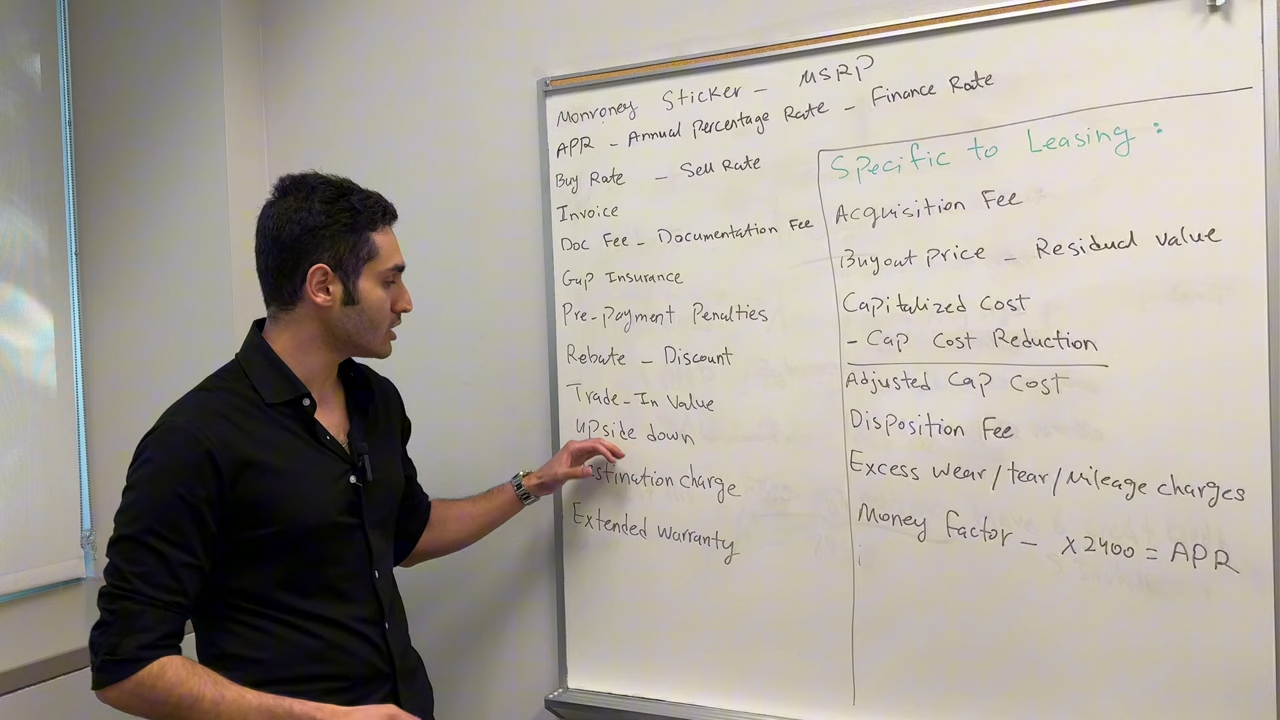 Monroney Sticker - MSRP
APR - Annual Percentage Rate - Finance Rate
Buy Rate - Sell Rate
Invoice
Doc Fee - Documentation Fee
Gap Insurance
Pre-payment Penalties
Rebate - Discount
Trade-In Value
Upside down
charge
Extended Warranty
Specific to Leasing:
Acquisition Fee
Buyout price - Residual value
Capitalized Cost
- Cap Cost Reduction
Adjusted Cap Cost
Disposition Fee
Excess wear/tear/mileage charges
Money Factor - x2400 = APR